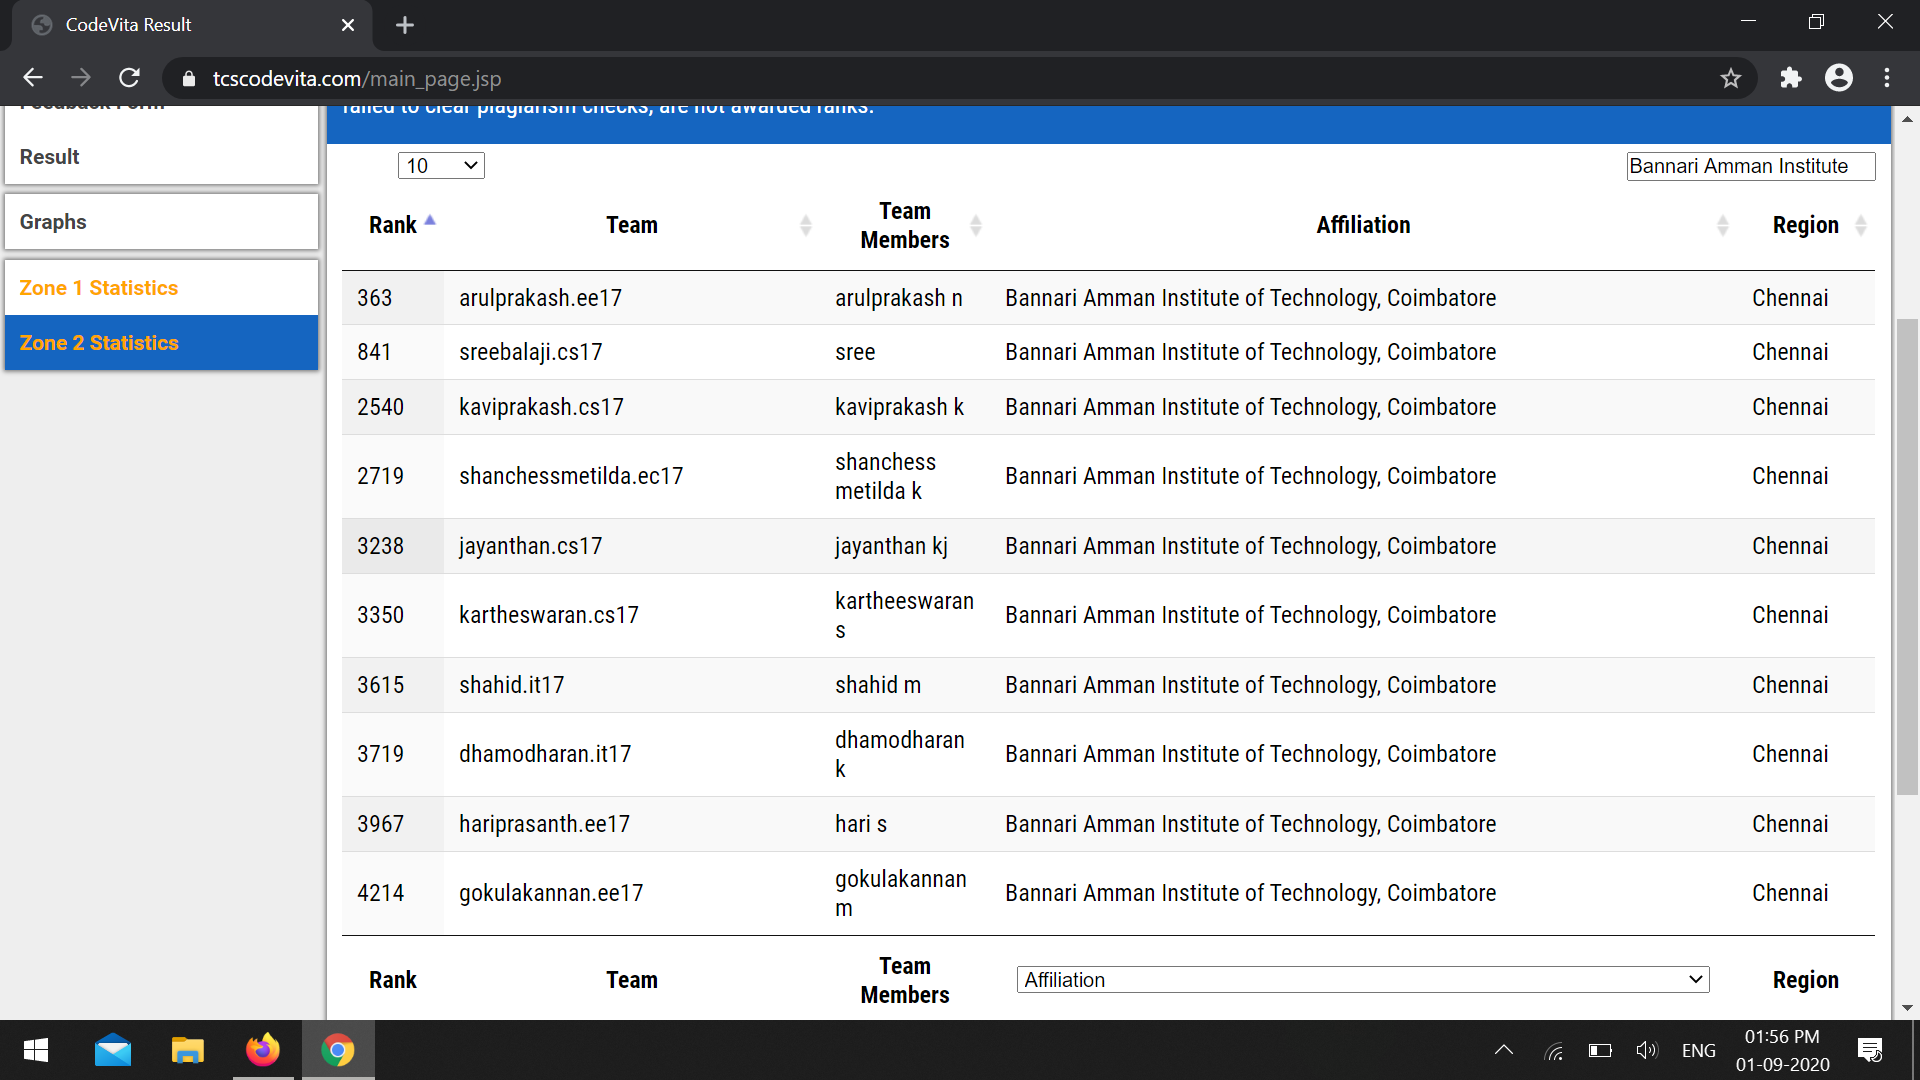 CodeVita Result
tcscodevita.com/main_page.jsp
Feedback Form
failed to clear plagiarism checks, are not awarded ranks.
Result
Graphs
Zone 1 Statistics
Zone 2 Statistics
10
Bannari Amman Institute
Rank Team Team Members Affiliation Region
363 arulprakash.ee17 arulprakash n Bannari Amman Institute of Technology, Coimbatore Chennai
841 sreebalaji.cs17 sree Bannari Amman Institute of Technology, Coimbatore Chennai
2540 kaviprakash.cs17 kaviprakash k Bannari Amman Institute of Technology, Coimbatore Chennai
2719 shanchessmetilda.ec17 shanchess metilda k Bannari Amman Institute of Technology, Coimbatore Chennai
3238 jayanthan.cs17 jayanthan kj Bannari Amman Institute of Technology, Coimbatore Chennai
3350 kartheswaran.cs17 kartheeswaran s Bannari Amman Institute of Technology, Coimbatore Chennai
3615 shahid.it17 shahid m Bannari Amman Institute of Technology, Coimbatore Chennai
3719 dhamodharan.it17 dhamodharan k Bannari Amman Institute of Technology, Coimbatore Chennai
3967 hariprasanth.ee17 hari s Bannari Amman Institute of Technology, Coimbatore Chennai
4214 gokulakannan.ee17 gokulakannan m Bannari Amman Institute of Technology, Coimbatore Chennai
Rank Team Team Members Affiliation Region
ENG
01:56 PM
01-09-2020